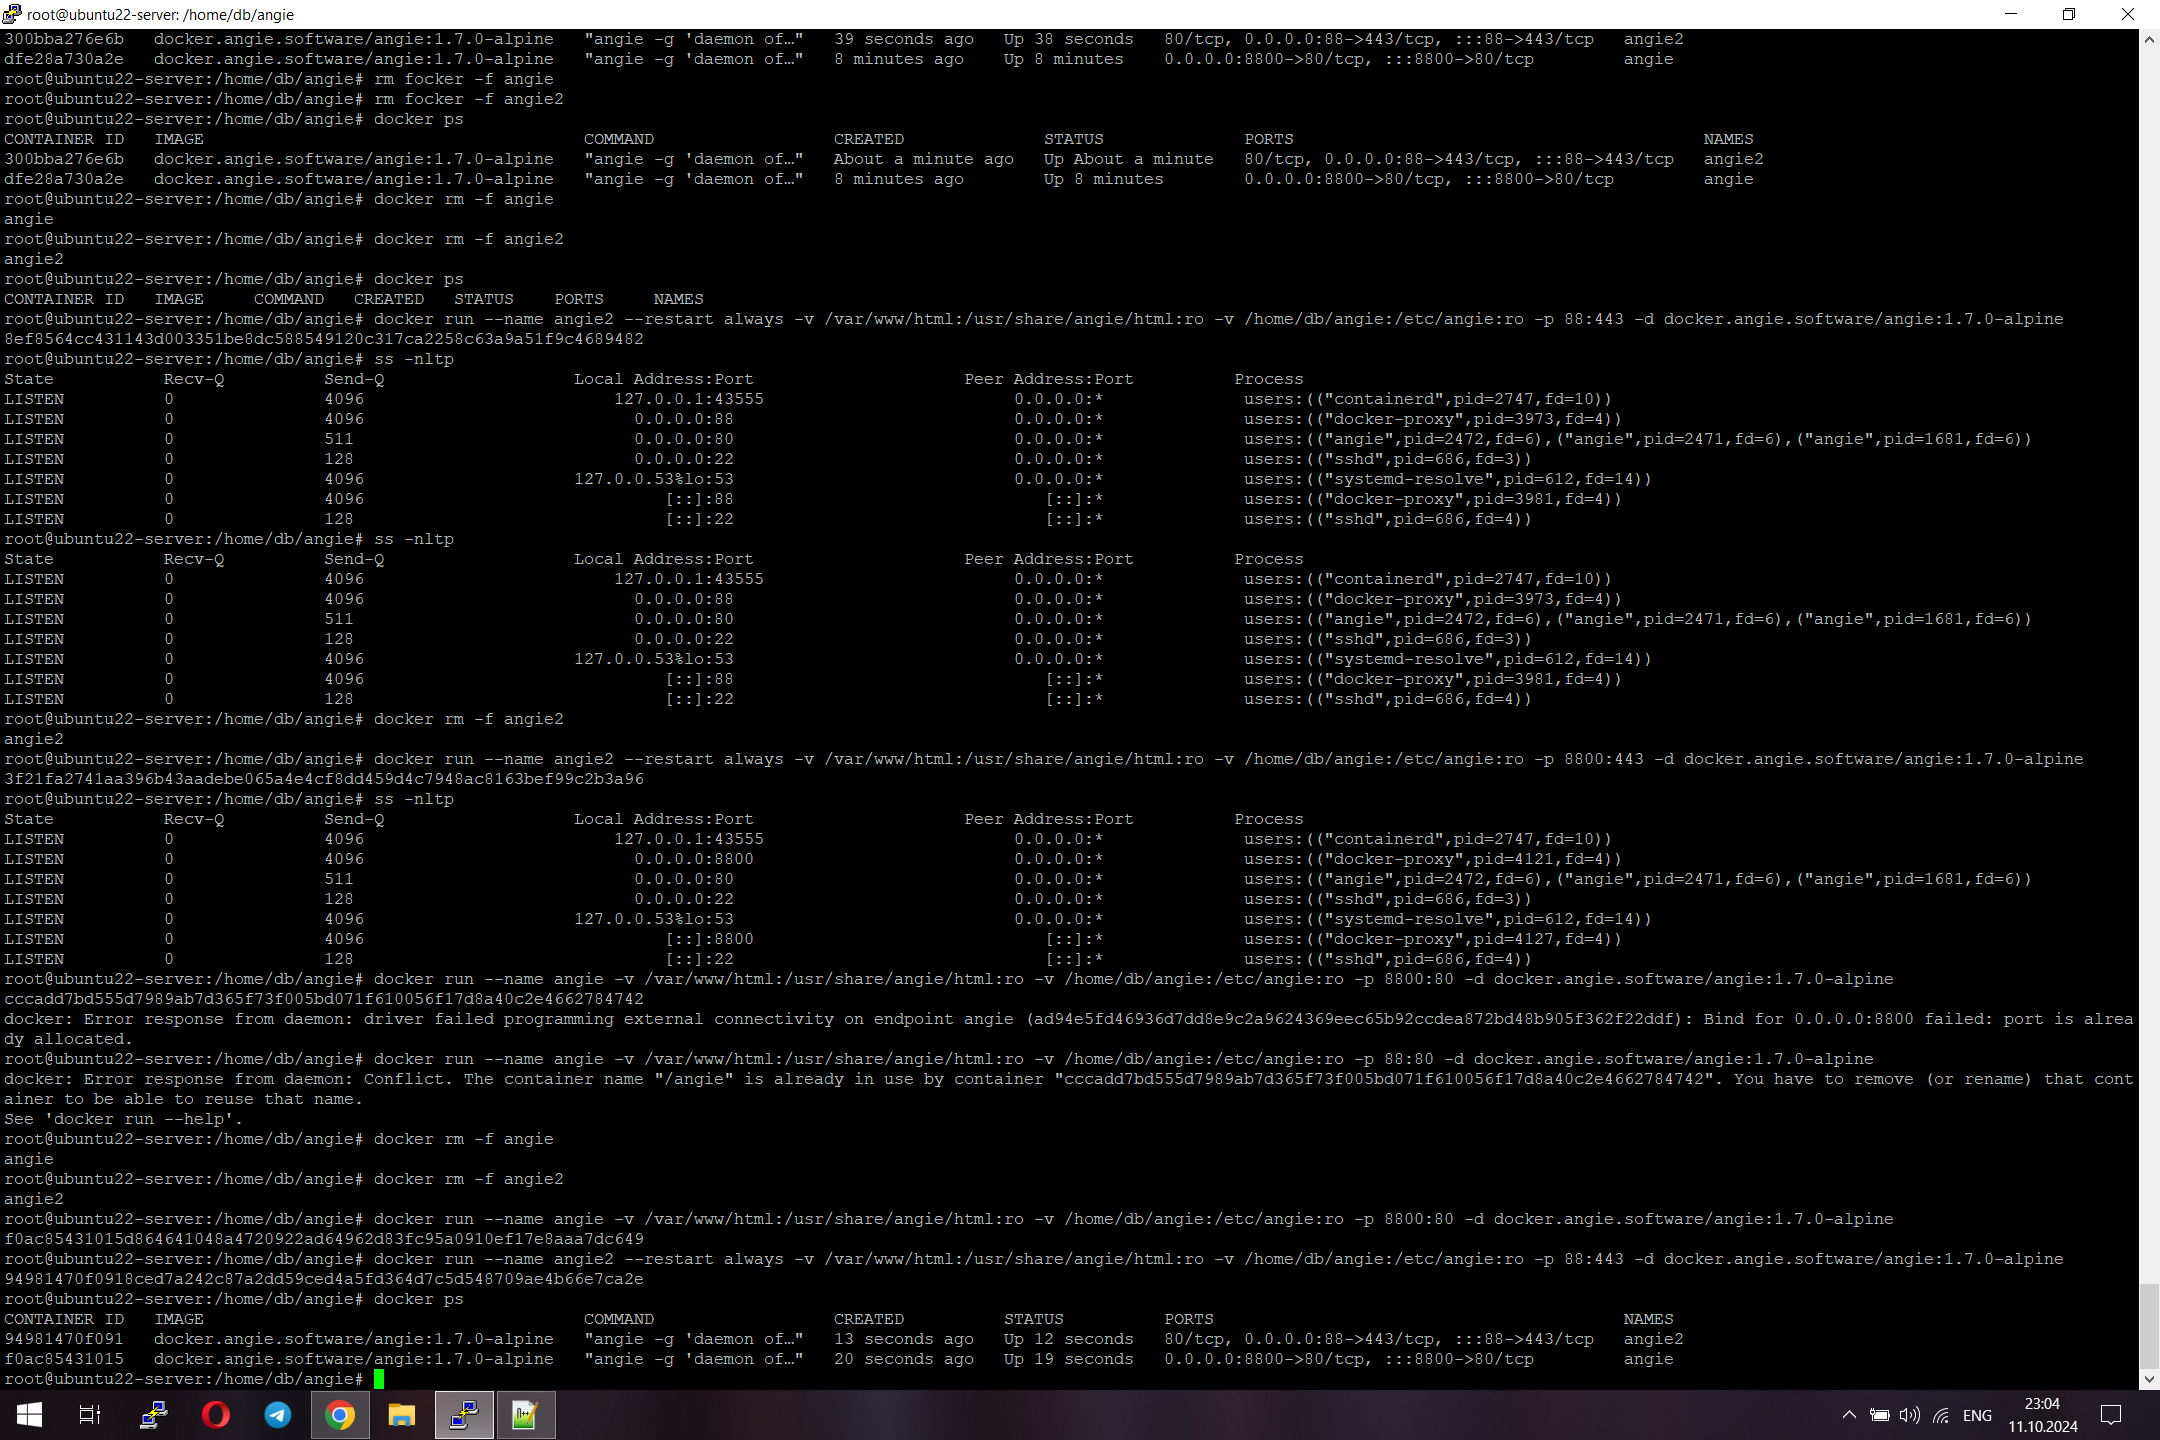 root@ubuntu22-server: /home/db/angie
300bba276e6b   docker.angie.software/angie:1.7.0-alpine   "angie -g 'daemon of…"   39 seconds ago   Up 38 seconds   80/tcp, 0.0.0.0:88->443/tcp, :::88->443/tcp   angie2
dfe28a730a2e   docker.angie.software/angie:1.7.0-alpine   "angie -g 'daemon of…"   8 minutes ago    Up 8 minutes    0.0.0.0:8800->80/tcp, :::8800->80/tcp         angie
root@ubuntu22-server:/home/db/angie# rm focker -f angie
root@ubuntu22-server:/home/db/angie# rm focker -f angie2
root@ubuntu22-server:/home/db/angie# docker ps
CONTAINER ID   IMAGE                                      COMMAND                  CREATED              STATUS              PORTS                                         NAMES
300bba276e6b   docker.angie.software/angie:1.7.0-alpine   "angie -g 'daemon of…"   About a minute ago   Up About a minute   80/tcp, 0.0.0.0:88->443/tcp, :::88->443/tcp   angie2
dfe28a730a2e   docker.angie.software/angie:1.7.0-alpine   "angie -g 'daemon of…"   8 minutes ago        Up 8 minutes        0.0.0.0:8800->80/tcp, :::8800->80/tcp         angie
root@ubuntu22-server:/home/db/angie# docker rm -f angie
angie
root@ubuntu22-server:/home/db/angie# docker rm -f angie2
angie2
root@ubuntu22-server:/home/db/angie# docker ps
CONTAINER ID   IMAGE     COMMAND   CREATED   STATUS    PORTS     NAMES
root@ubuntu22-server:/home/db/angie# docker run --name angie2 --restart always -v /var/www/html:/usr/share/angie/html:ro -v /home/db/angie:/etc/angie:ro -p 88:443 -d docker.angie.software/angie:1.7.0-alpine
8ef8564cc431143d003351be8dc588549120c317ca2258c63a9a51f9c4689482
root@ubuntu22-server:/home/db/angie# ss -nltp
State   Recv-Q   Send-Q   Local Address:Port   Peer Address:Port   Process
LISTEN   0   4096   127.0.0.1:43555   0.0.0.0:*   users:(("containerd",pid=2747,fd=10))
LISTEN   0   4096   0.0.0.0:88   0.0.0.0:*   users:(("docker-proxy",pid=3973,fd=4))
LISTEN   0   511   0.0.0.0:80   0.0.0.0:*   users:(("angie",pid=2472,fd=6),("angie",pid=2471,fd=6),("angie",pid=1681,fd=6))
LISTEN   0   128   0.0.0.0:22   0.0.0.0:*   users:(("sshd",pid=686,fd=3))
LISTEN   0   4096   127.0.0.53%lo:53   0.0.0.0:*   users:(("systemd-resolve",pid=612,fd=14))
LISTEN   0   4096   [::]:88   [::]:*   users:(("docker-proxy",pid=3981,fd=4))
LISTEN   0   128   [::]:22   [::]:*   users:(("sshd",pid=686,fd=4))
root@ubuntu22-server:/home/db/angie# ss -nltp
State   Recv-Q   Send-Q   Local Address:Port   Peer Address:Port   Process
LISTEN   0   4096   127.0.0.1:43555   0.0.0.0:*   users:(("containerd",pid=2747,fd=10))
LISTEN   0   4096   0.0.0.0:88   0.0.0.0:*   users:(("docker-proxy",pid=3973,fd=4))
LISTEN   0   511   0.0.0.0:80   0.0.0.0:*   users:(("angie",pid=2472,fd=6),("angie",pid=2471,fd=6),("angie",pid=1681,fd=6))
LISTEN   0   128   0.0.0.0:22   0.0.0.0:*   users:(("sshd",pid=686,fd=3))
LISTEN   0   4096   127.0.0.53%lo:53   0.0.0.0:*   users:(("systemd-resolve",pid=612,fd=14))
LISTEN   0   4096   [::]:88   [::]:*   users:(("docker-proxy",pid=3981,fd=4))
LISTEN   0   128   [::]:22   [::]:*   users:(("sshd",pid=686,fd=4))
root@ubuntu22-server:/home/db/angie# docker rm -f angie2
angie2
root@ubuntu22-server:/home/db/angie# docker run --name angie2 --restart always -v /var/www/html:/usr/share/angie/html:ro -v /home/db/angie:/etc/angie:ro -p 8800:443 -d docker.angie.software/angie:1.7.0-alpine
3f21fa2741aa396b43aadebe065a4e4cf8dd459d4c7948ac8163bef99c2b3a96
root@ubuntu22-server:/home/db/angie# ss -nltp
State   Recv-Q   Send-Q   Local Address:Port   Peer Address:Port   Process
LISTEN   0   4096   127.0.0.1:43555   0.0.0.0:*   users:(("containerd",pid=2747,fd=10))
LISTEN   0   4096   0.0.0.0:8800   0.0.0.0:*   users:(("docker-proxy",pid=4121,fd=4))
LISTEN   0   511   0.0.0.0:80   0.0.0.0:*   users:(("angie",pid=2472,fd=6),("angie",pid=2471,fd=6),("angie",pid=1681,fd=6))
LISTEN   0   128   0.0.0.0:22   0.0.0.0:*   users:(("sshd",pid=686,fd=3))
LISTEN   0   4096   127.0.0.53%lo:53   0.0.0.0:*   users:(("systemd-resolve",pid=612,fd=14))
LISTEN   0   4096   [::]:8800   [::]:*   users:(("docker-proxy",pid=4127,fd=4))
LISTEN   0   128   [::]:22   [::]:*   users:(("sshd",pid=686,fd=4))
root@ubuntu22-server:/home/db/angie# docker run --name angie -v /var/www/html:/usr/share/angie/html:ro -v /home/db/angie:/etc/angie:ro -p 8800:80 -d docker.angie.software/angie:1.7.0-alpine
cccadd7bd555d7989ab7d365f73f005bd071f610056f17d8a40c2e4662784742
docker: Error response from daemon: driver failed programming external connectivity on endpoint angie (ad94e5fd46936d7dd8e9c2a9624369eec65b92ccdea872bd48b905f362f22ddf): Bind for 0.0.0.0:8800 failed: port is alrea
dy allocated.
root@ubuntu22-server:/home/db/angie# docker run --name angie -v /var/www/html:/usr/share/angie/html:ro -v /home/db/angie:/etc/angie:ro -p 88:80 -d docker.angie.software/angie:1.7.0-alpine
docker: Error response from daemon: Conflict. The container name "/angie" is already in use by container "cccadd7bd555d7989ab7d365f73f005bd071f610056f17d8a40c2e4662784742". You have to remove (or rename) that cont
ainer to be able to reuse that name.
See 'docker run --help'.
root@ubuntu22-server:/home/db/angie# docker rm -f angie
angie
root@ubuntu22-server:/home/db/angie# docker rm -f angie2
angie2
root@ubuntu22-server:/home/db/angie# docker run --name angie -v /var/www/html:/usr/share/angie/html:ro -v /home/db/angie:/etc/angie:ro -p 8800:80 -d docker.angie.software/angie:1.7.0-alpine
f0ac85431015d864641048a4720922ad64962d83fc95a0910ef17e8aaa7dc649
root@ubuntu22-server:/home/db/angie# docker run --name angie2 --restart always -v /var/www/html:/usr/share/angie/html:ro -v /home/db/angie:/etc/angie:ro -p 88:443 -d docker.angie.software/angie:1.7.0-alpine
94981470f0918ced7a242c87a2dd59ced4a5fd364d7c5d548709ae4b66e7ca2e
root@ubuntu22-server:/home/db/angie# docker ps
CONTAINER ID   IMAGE                                      COMMAND                  CREATED          STATUS          PORTS                                         NAMES
94981470f091   docker.angie.software/angie:1.7.0-alpine   "angie -g 'daemon of…"   13 seconds ago   Up 12 seconds   80/tcp, 0.0.0.0:88->443/tcp, :::88->443/tcp   angie2
f0ac85431015   docker.angie.software/angie:1.7.0-alpine   "angie -g 'daemon of…"   20 seconds ago   Up 19 seconds   0.0.0.0:8800->80/tcp, :::8800->80/tcp         angie
root@ubuntu22-server:/home/db/angie#
ENG
23:04
11.10.2024